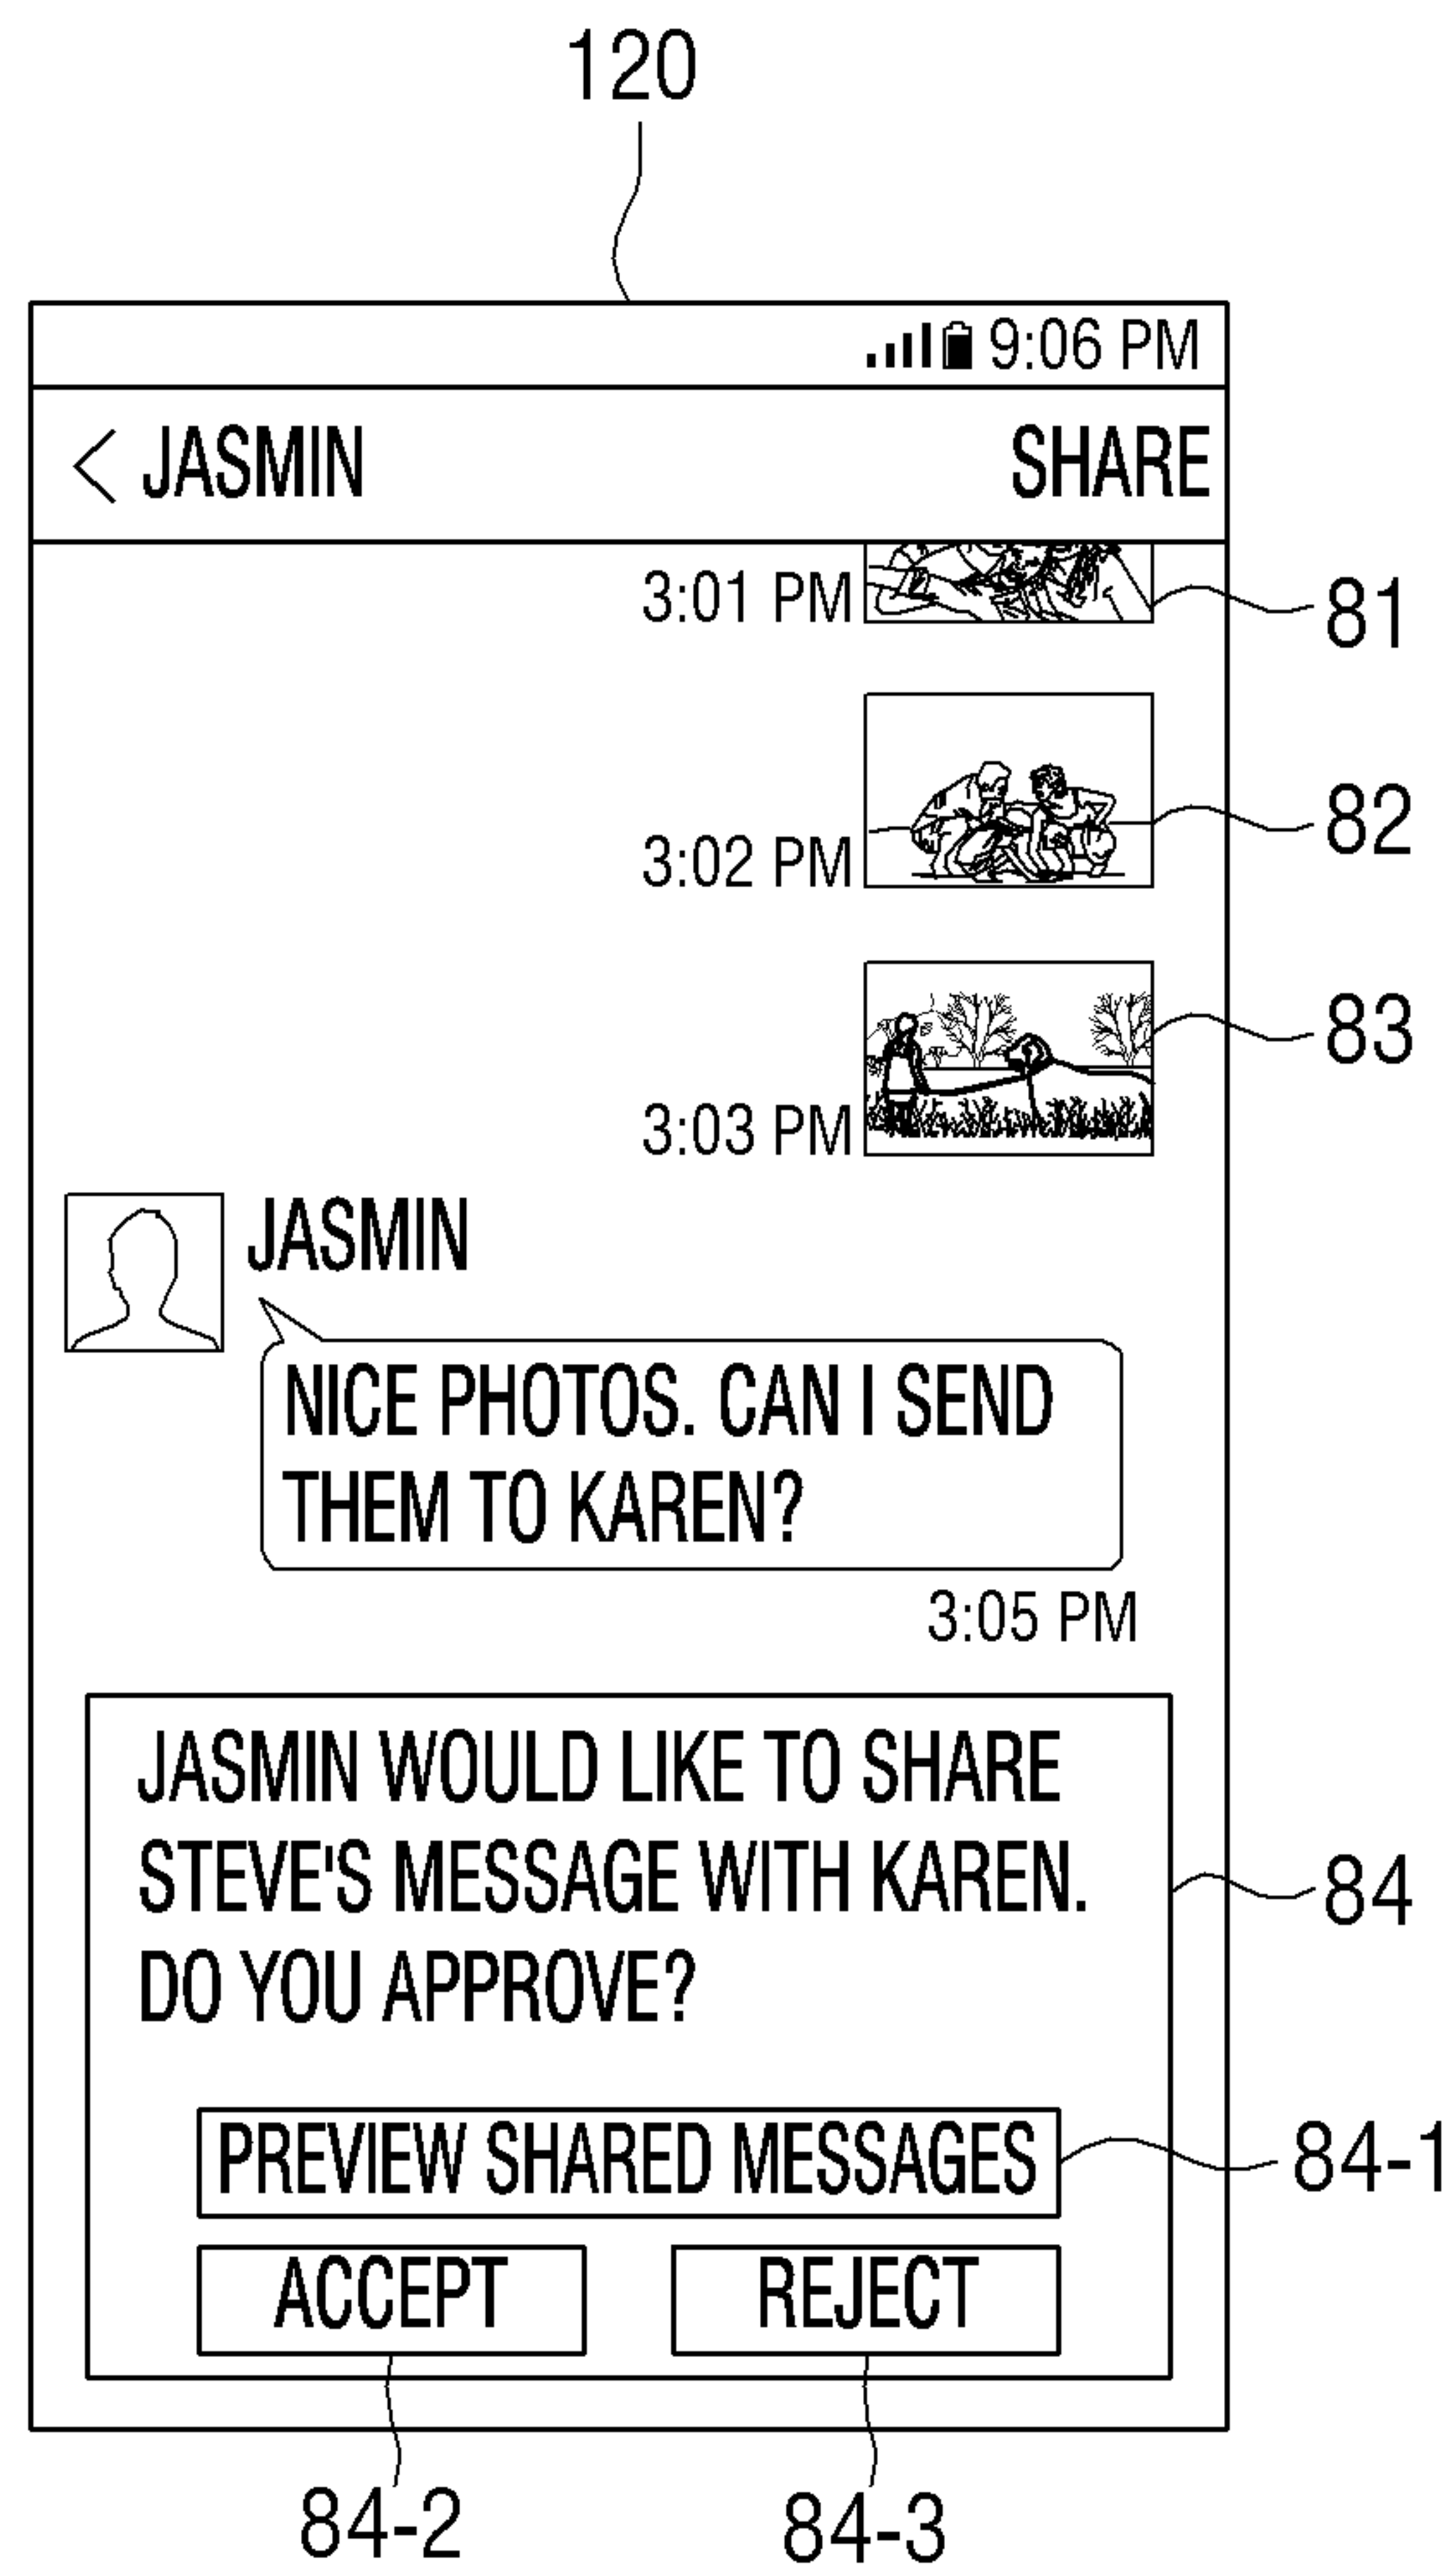 120
9:06 PM
< JASMIN SHARE
3:01 PM 81
3:02 PM 82
3:03 PM 83
JASMIN
NICE PHOTOS. CAN I SEND
THEM TO KAREN?
3:05 PM
JASMIN WOULD LIKE TO SHARE
STEVE'S MESSAGE WITH KAREN. 84
DO YOU APPROVE?
PREVIEW SHARED MESSAGES 84-1
ACCEPT REJECT
84-2 84-3